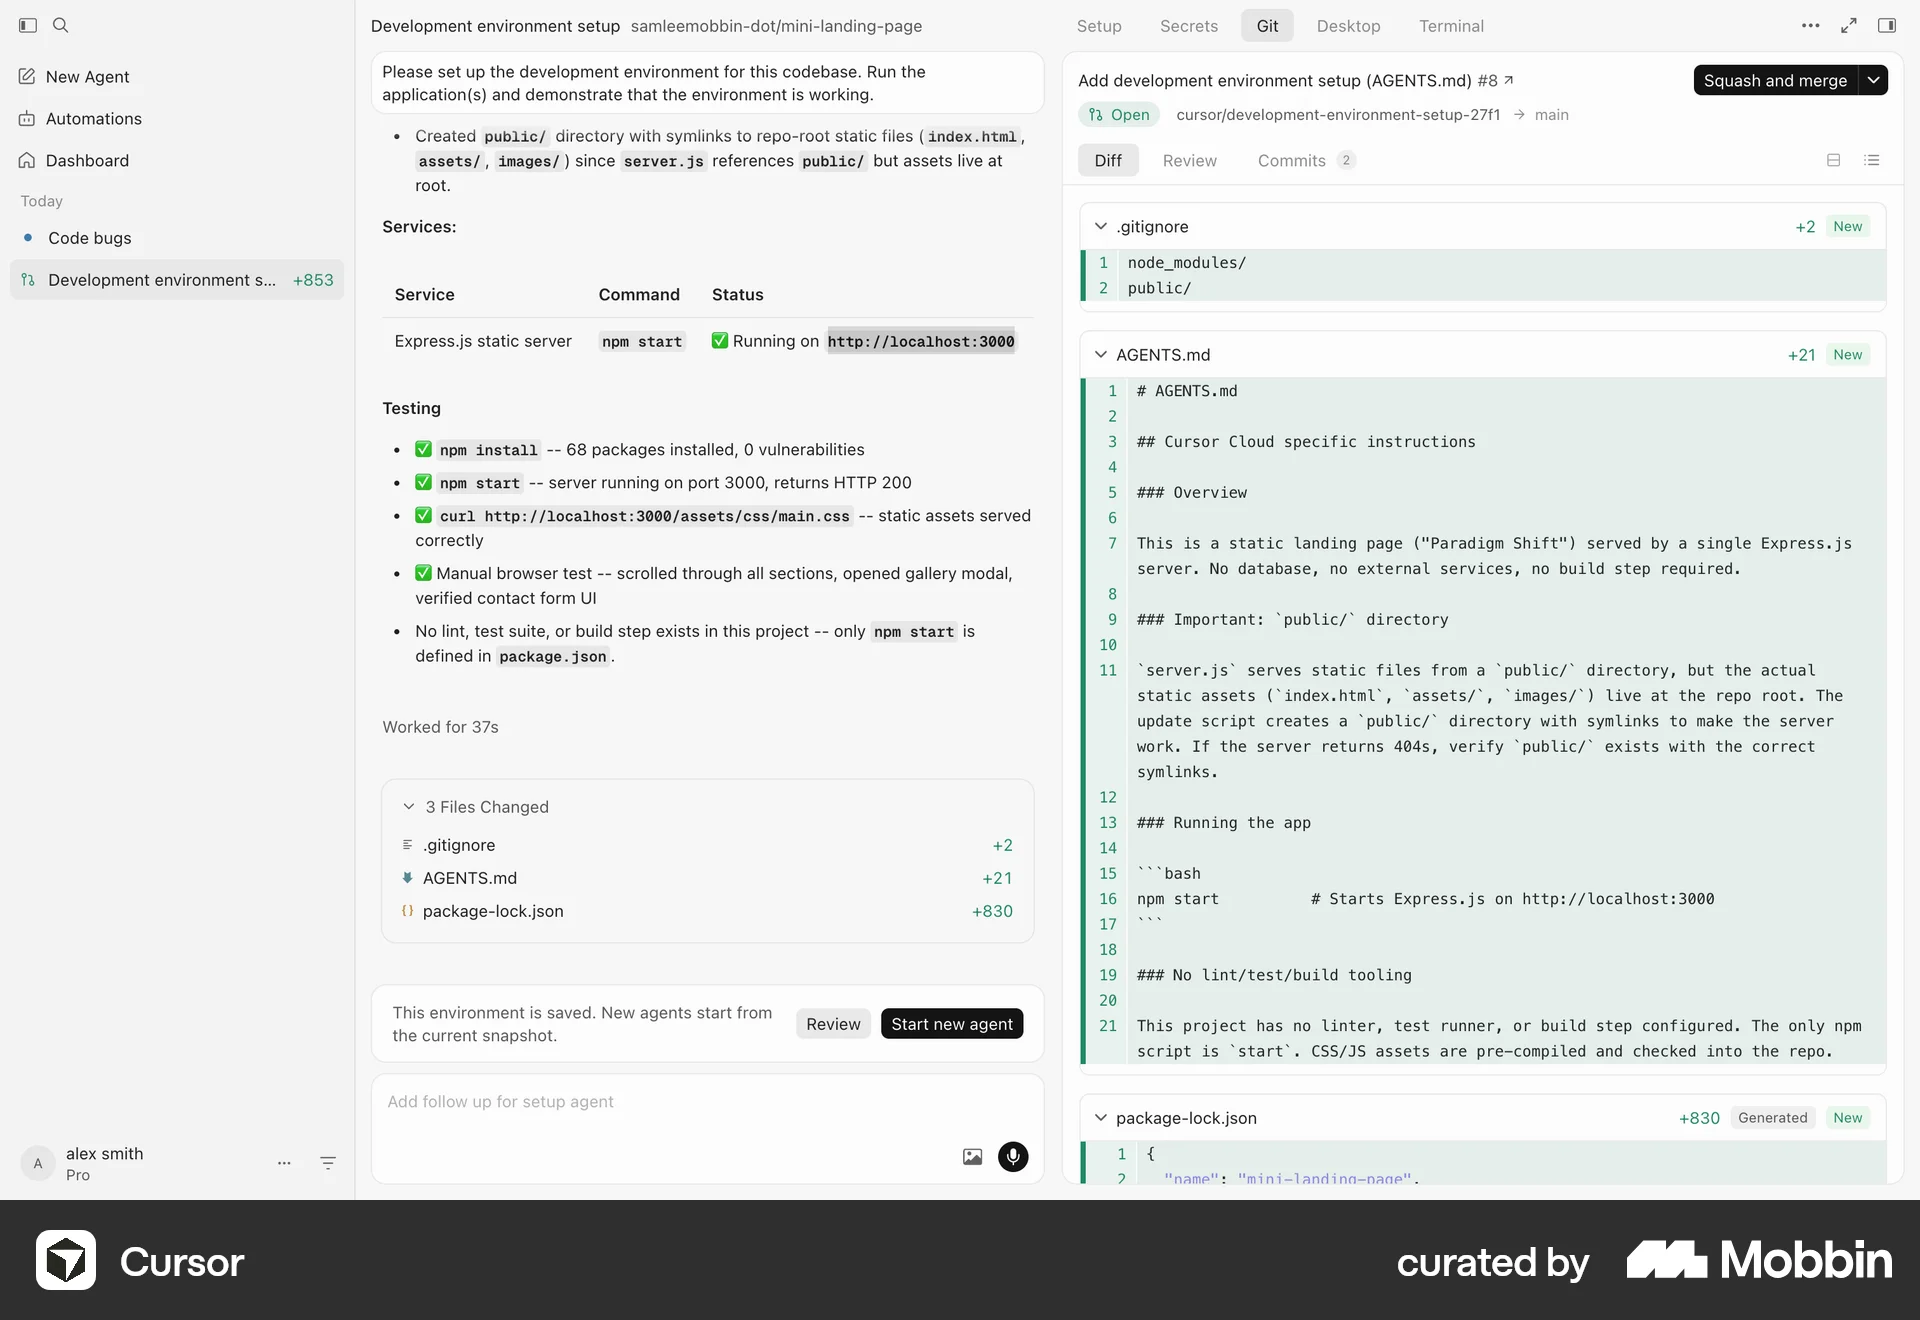 New Agent
Automations
Dashboard
Today
Code bugs
Development environment s... +853
A
alex smith
Pro
Development environment setup samleemobbin-dot/mini-landing-page
Please set up the development environment for this codebase. Run the
application(s) and demonstrate that the environment is working.
• Created public/ directory with symlinks to repo-root static files (index.html,
assets/, images/) since server.js references public/ but assets live at
root.
Services:
Service Command Status
Express.js static server npm start ✅ Running on http://localhost:3000
Testing
• ✅ npm install -- 68 packages installed, 0 vulnerabilities
• ✅ npm start -- server running on port 3000, returns HTTP 200
• ✅ curl http://localhost:3000/assets/css/main.css -- static assets served
correctly
• ✅ Manual browser test -- scrolled through all sections, opened gallery modal,
verified contact form UI
• No lint, test suite, or build step exists in this project -- only npm start is
defined in package.json.
Worked for 37s
3 Files Changed
.gitignore +2
AGENTS.md +21
{} package-lock.json +830
This environment is saved. New agents start from
the current snapshot.
Review Start new agent
Add follow up for setup agent
Setup Secrets Git Desktop Terminal
Add development environment setup (AGENTS.md) #8 ↗
Squash and merge
Open cursor/development-environment-setup-27f1 → main
Diff Review Commits 2
.gitignore +2 New
1 node_modules/
2 public/
AGENTS.md +21 New
1 # AGENTS.md
2
3 ## Cursor Cloud specific instructions
4
5 ### Overview
6
7 This is a static landing page ("Paradigm Shift") served by a single Express.js
server. No database, no external services, no build step required.
8
9 ### Important: `public/` directory
10
11 `server.js` serves static files from a `public/` directory, but the actual
static assets (`index.html`, `assets/`, `images/`) live at the repo root. The
update script creates a `public/` directory with symlinks to make the server
work. If the server returns 404s, verify `public/` exists with the correct
symlinks.
12
13 ### Running the app
14
15 ```bash
16 npm start # Starts Express.js on http://localhost:3000
17 ```
18
19 ### No lint/test/build tooling
20
21 This project has no linter, test runner, or build step configured. The only npm
script is `start`. CSS/JS assets are pre-compiled and checked into the repo.
package-lock.json +830 Generated New
1 {
2 "name": "mini-landing-page",
Cursor
curated by Mobbin